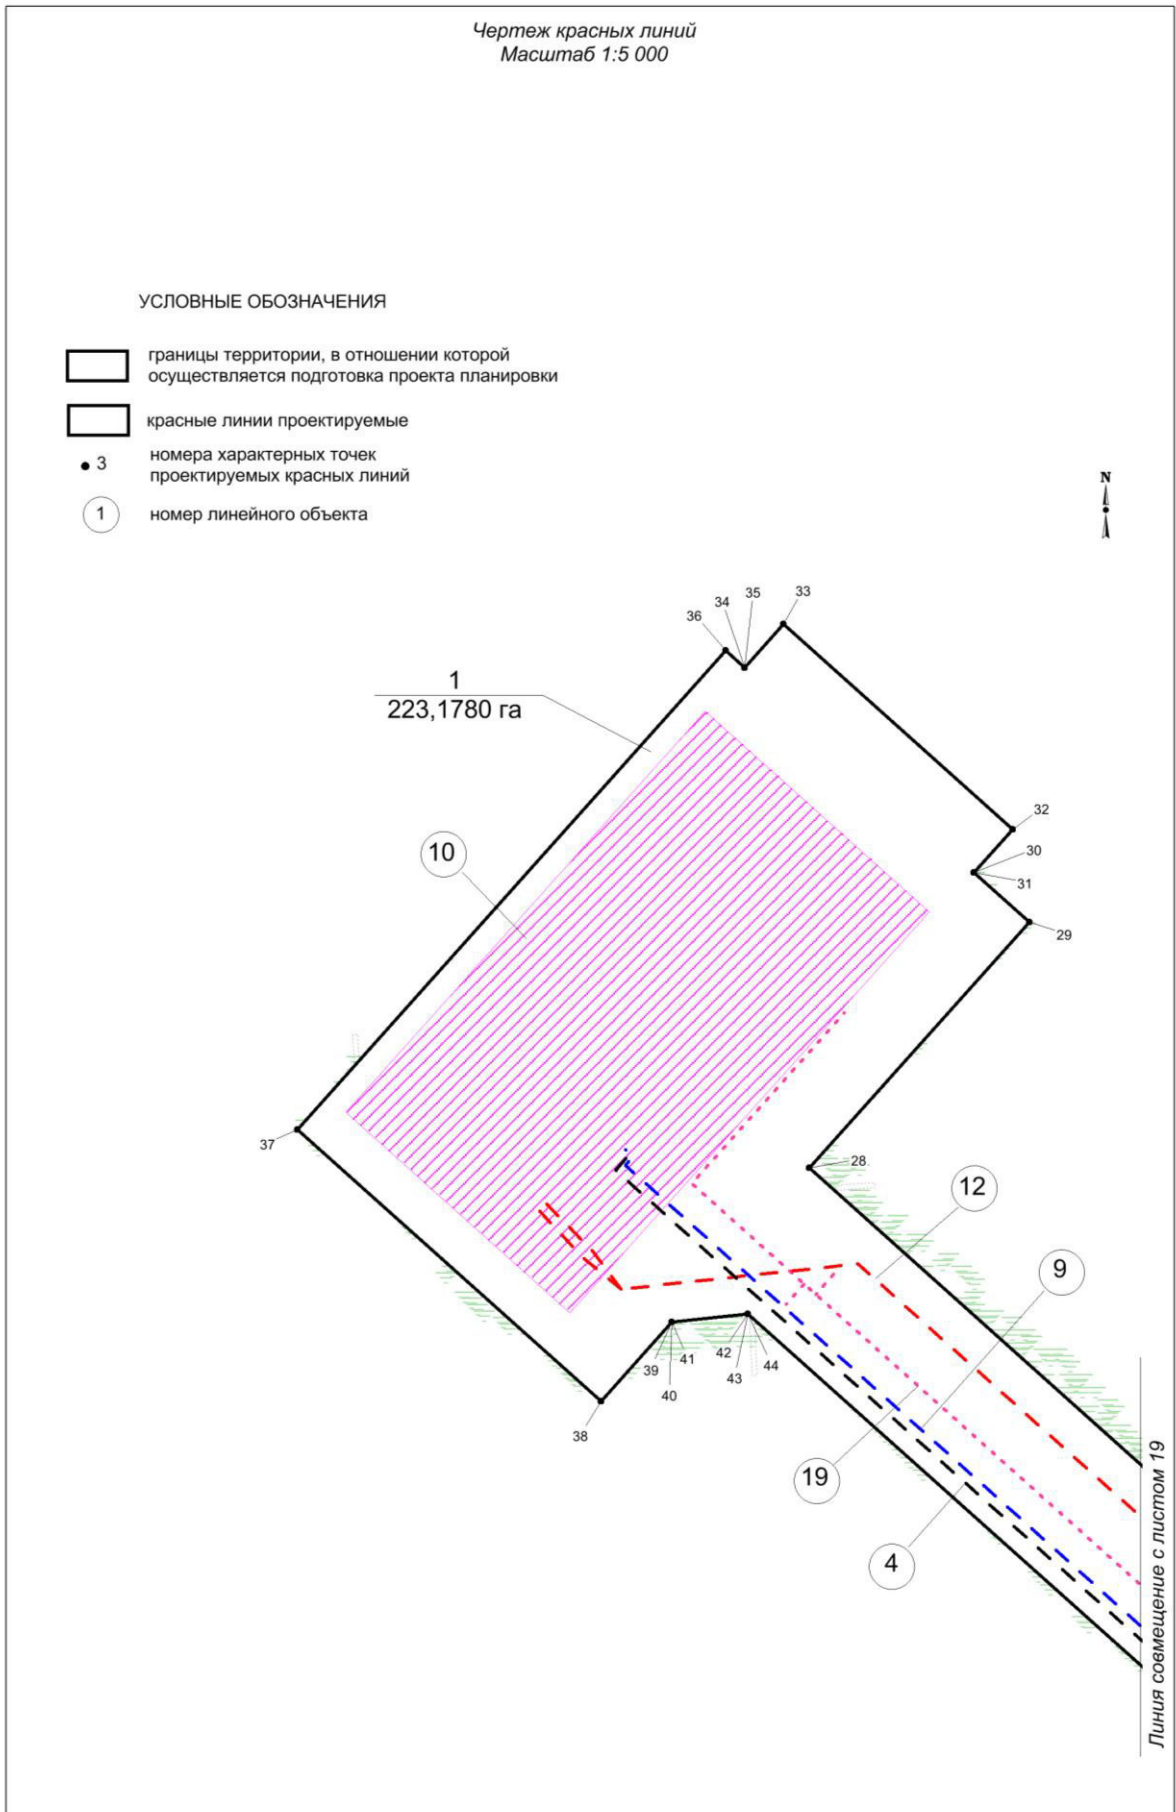 Чертеж красных линий
Масштаб 1:5 000
УСЛОВНЫЕ ОБОЗНАЧЕНИЯ
границы территории, в отношении которой
осуществляется подготовка проекта планировки
красные линии проектируемые
3
номера характерных точек
проектируемых красных линий
1
номер линейного объекта
N
33
35
34
36
1
223,1780 га
32
30
31
10
29
37
28
12
9
42
41
39
43
44
40
38
19
4
Линия совмещение с листом 19